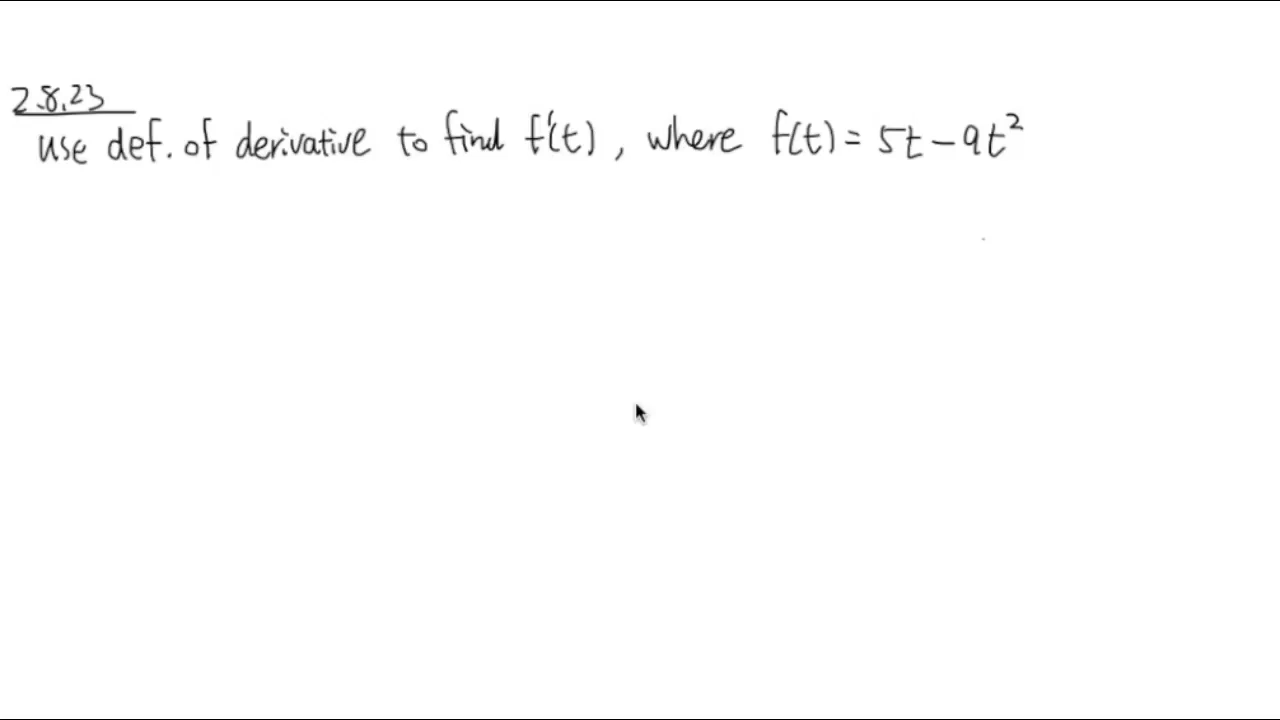 2.8.23
use def. of derivative to find f'(t), where f(t) = 5t - 9t²